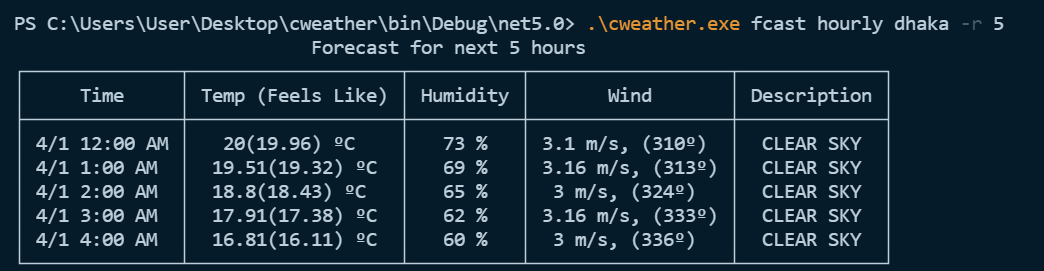 PS C:\Users\User\Desktop\cweather\bin\Debug\net5.0> .\cweather.exe fcast hourly dhaka -r 5
Forecast for next 5 hours
Time Temp (Feels Like) Humidity Wind Description
4/1 12:00 AM 20(19.96) ºC 73 % 3.1 m/s, (310º) CLEAR SKY
4/1 1:00 AM 19.51(19.32) ºC 69 % 3.16 m/s, (313º) CLEAR SKY
4/1 2:00 AM 18.8(18.43) ºC 65 % 3 m/s, (324º) CLEAR SKY
4/1 3:00 AM 17.91(17.38) ºC 62 % 3.16 m/s, (333º) CLEAR SKY
4/1 4:00 AM 16.81(16.11) ºC 60 % 3 m/s, (336º) CLEAR SKY